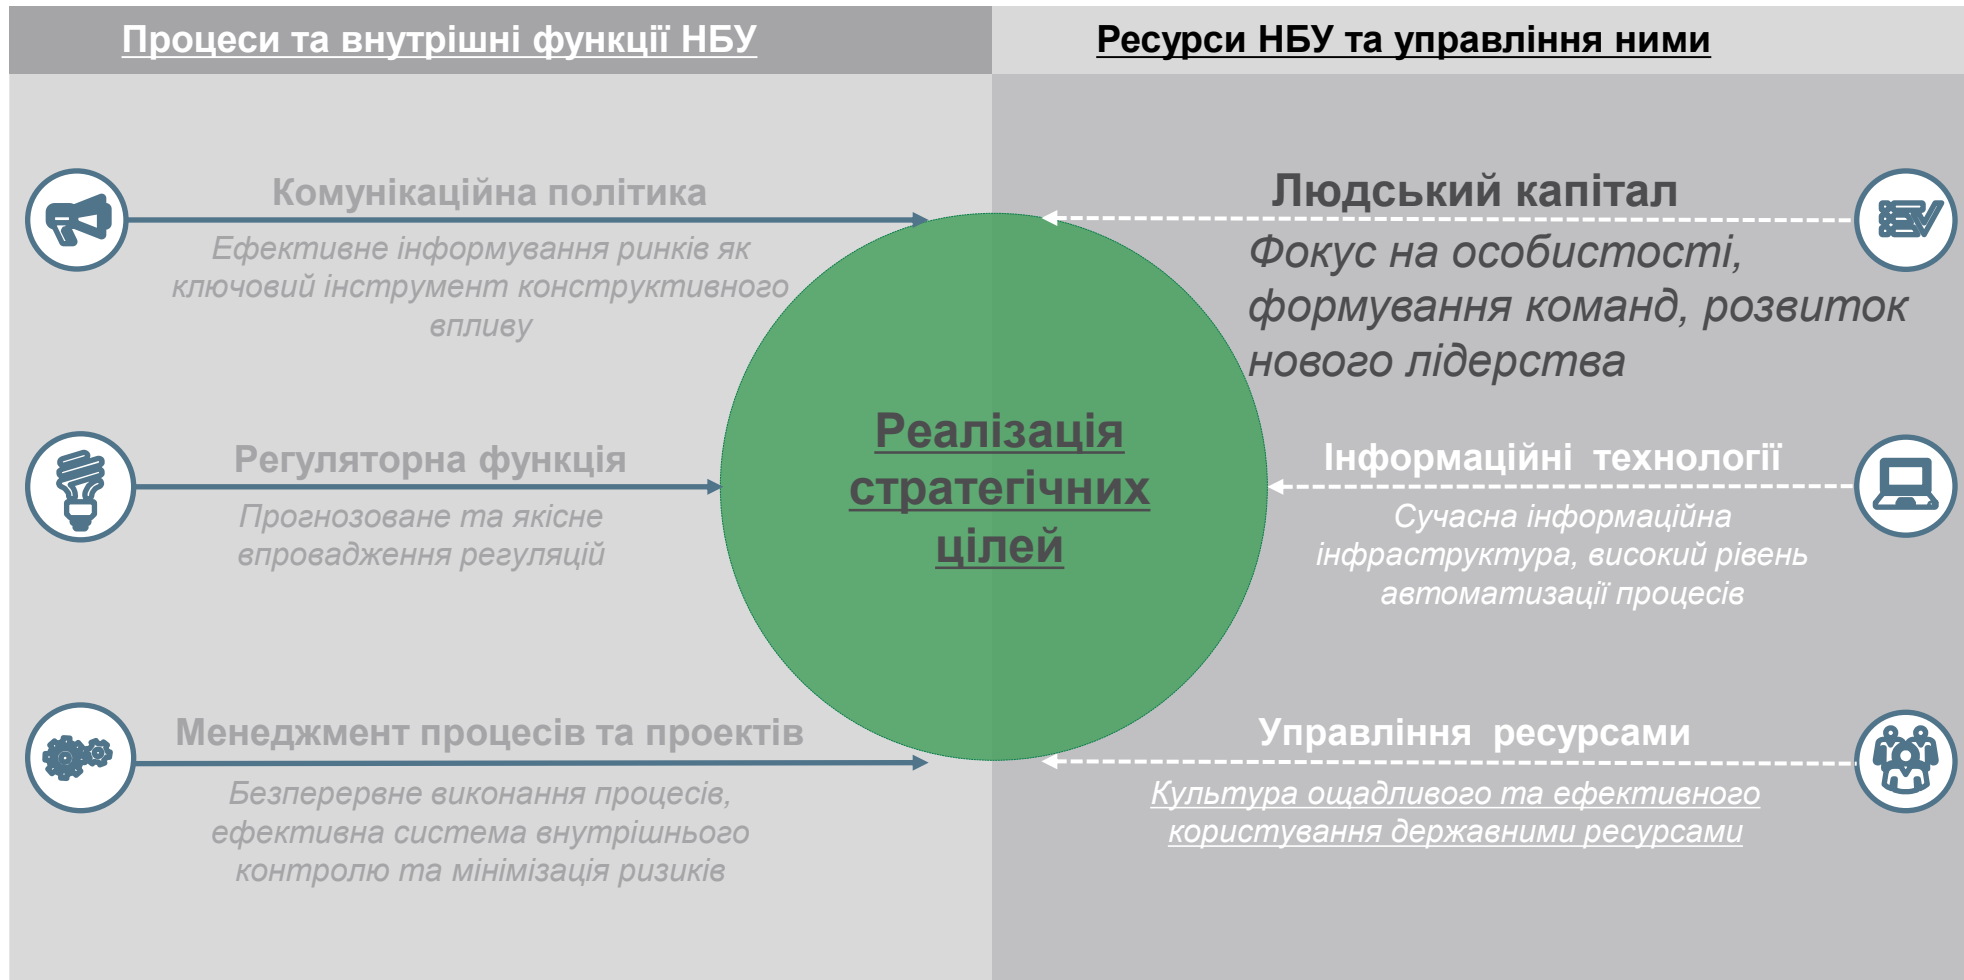 Процеси та внутрішні функції НБУ
Ресурси НБУ та управління ними
Комунікаційна політика
Ефективне інформування ринків як
ключовий інструмент конструктивного
впливу
Регуляторна функція
Прогнозоване та якісне
впровадження регуляцій
Менеджмент процесів та проектів
Безперервне виконання процесів,
ефективна система внутрішнього
контролю та мінімізація ризиків
Реалізація
стратегічних
цілей
Людський капітал
Фокус на особистості,
формування команд, розвиток
нового лідерства
Інформаційні технології
Сучасна інформаційна
інфраструктура, високий рівень
автоматизації процесів
Управління ресурсами
Культура ощадливого та ефективного
користування державними ресурсами